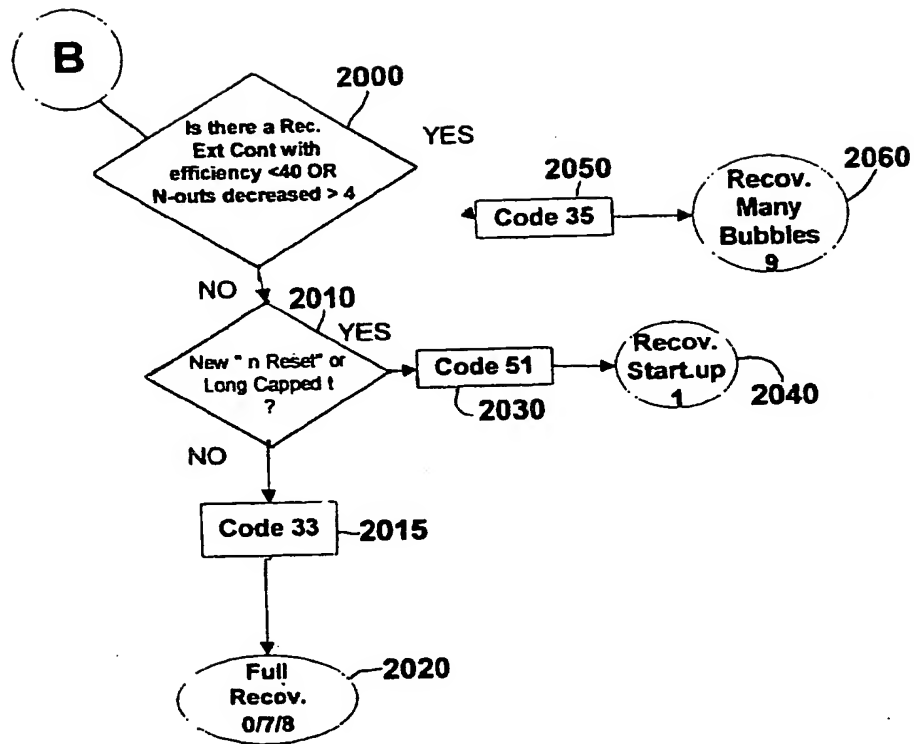 B
2000
Is there a Rec.
Ext Cont with
efficiency <40 OR
N-outs decreased > 4
YES
2050
Code 35
2060
Recov.
Many
Bubbles
9
NO
2010
YES
New " n Reset" or
Long Capped t
?
Code 51
2030
Recov.
Start.up
1
2040
NO
Code 33
2015
Full
Recov.
0/7/8
2020